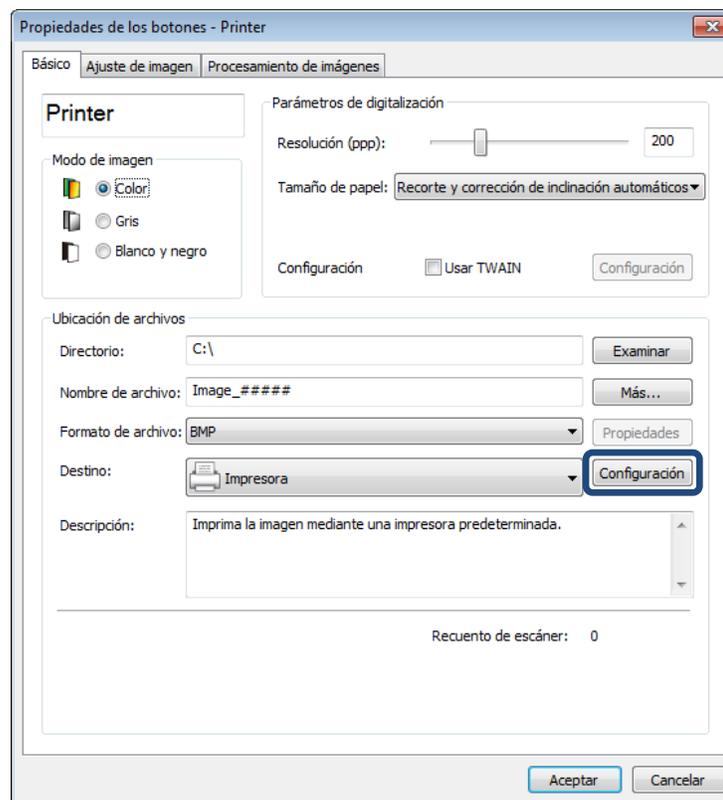 Propiedades de los botones - Printer
Básico
Ajuste de imagen
Procesamiento de imágenes
Printer
Modo de imagen
Color
Gris
Blanco y negro
Parámetros de digitalización
Resolución (ppp):
200
Tamaño de papel:
Recorte y corrección de inclinación automáticos
Configuración
Usar TWAIN
Configuración
Ubicación de archivos
Directorio:
C:\
Examinar
Nombre de archivo:
Image_#####
Más...
Formato de archivo:
BMP
Propiedades
Destino:
Impresora
Configuración
Descripción:
Imprima la imagen mediante una impresora predeterminada.
Recuento de escáner: 0
Aceptar
Cancelar